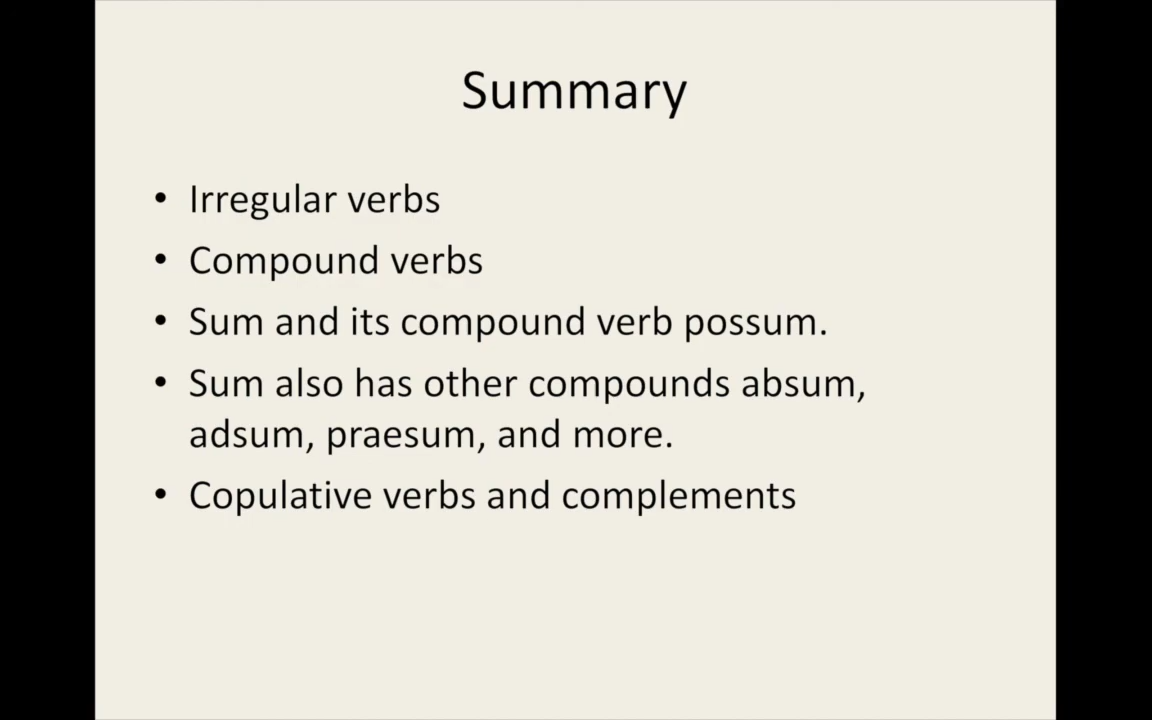 Summary
• Irregular verbs
• Compound verbs
• Sum and its compound verb possum.
• Sum also has other compounds absum,
adsum, praesum, and more.
• Copulative verbs and complements